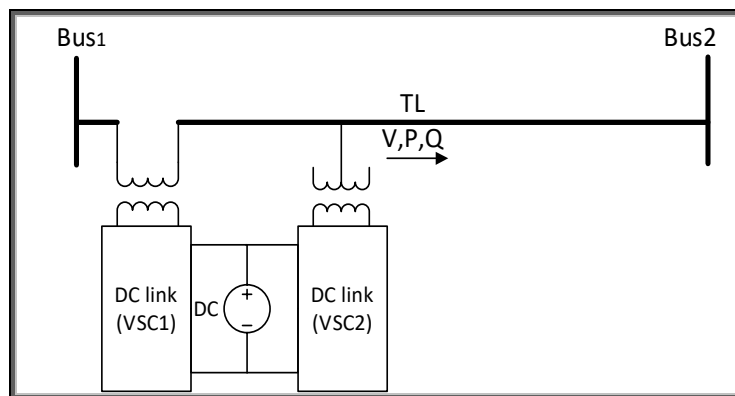 Bus1
Bus2
TL
V,P,Q
DC link
(VSC1)
DC
+
−
DC link
(VSC2)